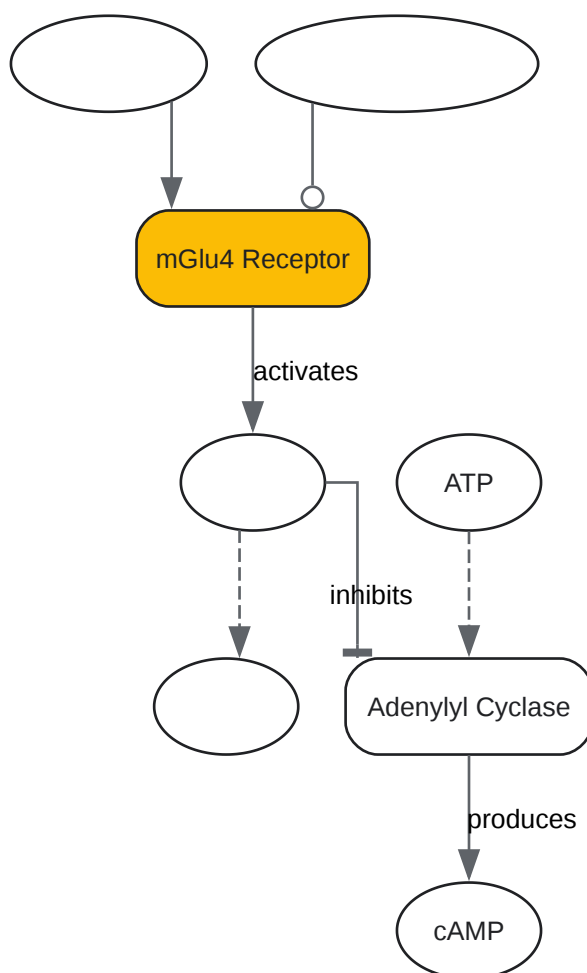 mGlu4 Receptor
activates
ATP
inhibits
Adenylyl Cyclase
produces
cAMP